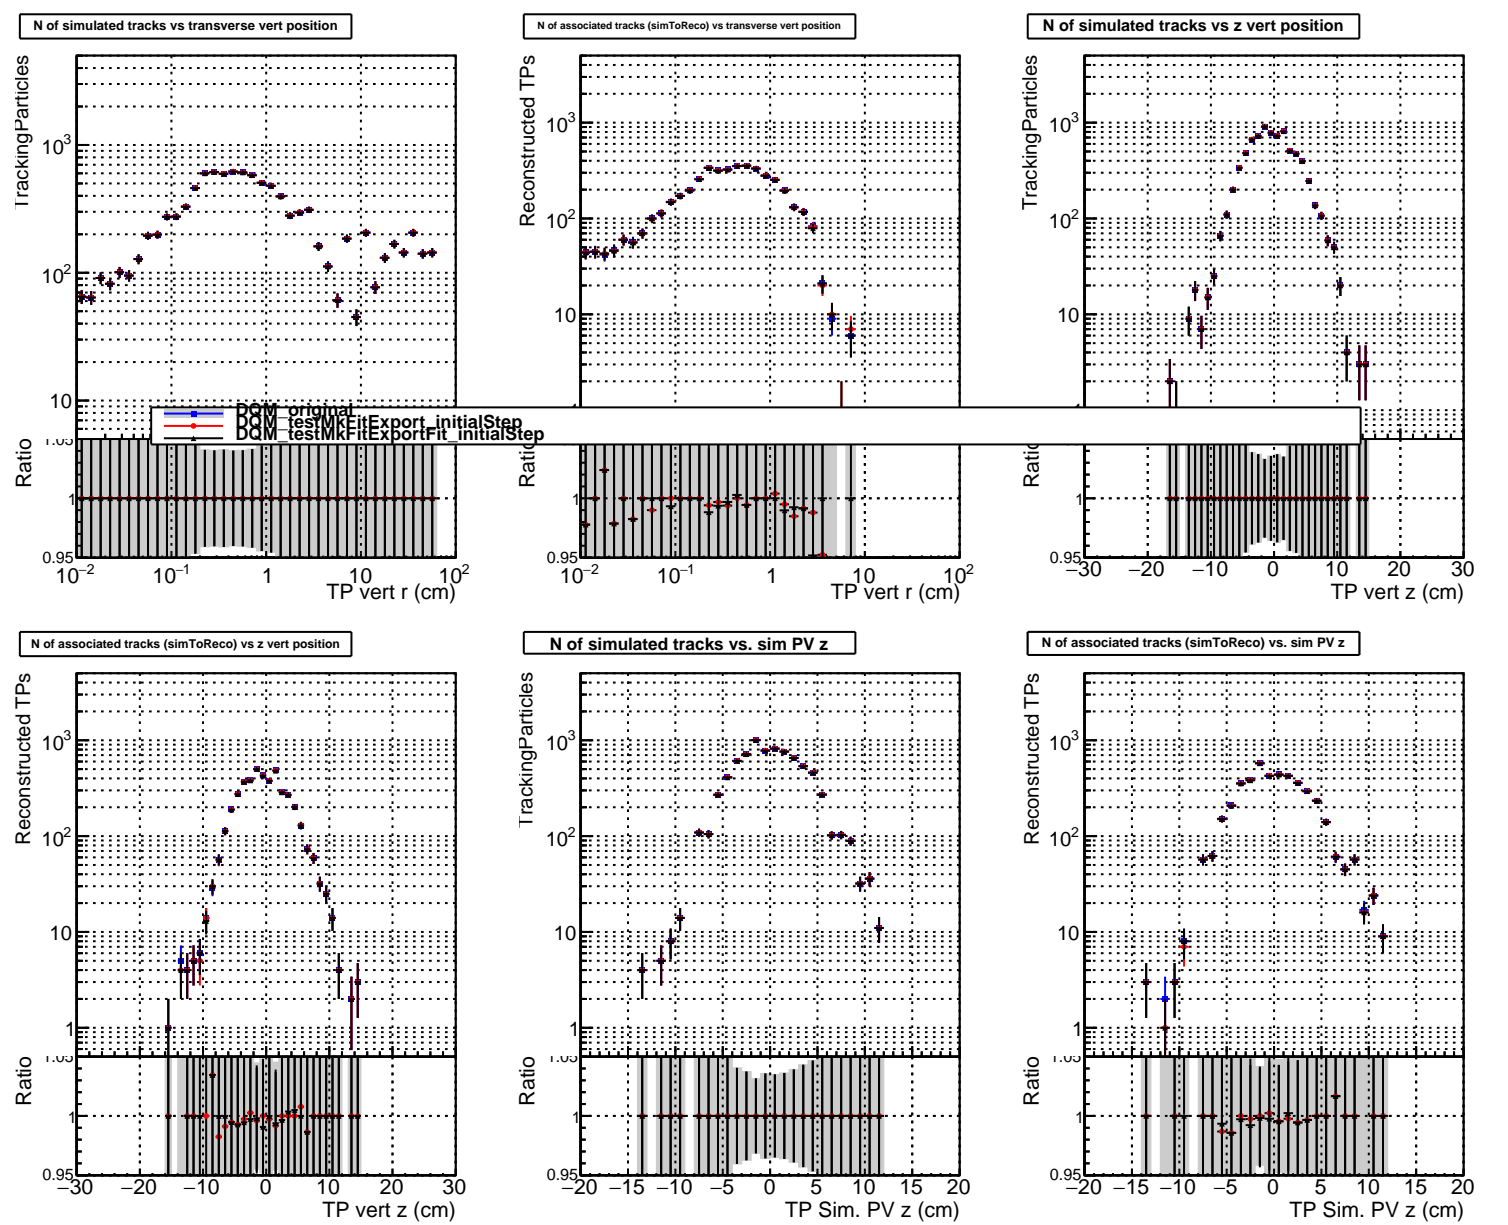 N of simulated tracks vs transverse vert position
N of associated tracks (simToReco) vs transverse vert position
N of simulated tracks vs z vert position
TrackingParticles
10³
10²
10
Reconstructed TPs
10³
10²
10
1
TrackingParticles
10³
10²
10
DQM_original
DQM_testMkFitExport_initialStep
DQM_testMkFitExportFit_initialStep
Ratio
1
0.95
10⁻² 10⁻¹ 1 10 10²
TP vert r (cm)
Ratio
1
0.95
10⁻² 10⁻¹ 1 10 10²
TP vert r (cm)
Ratio
1
0.95
−30 −20 −10 0 10 20 30
TP vert z (cm)
N of associated tracks (simToReco) vs z vert position
N of simulated tracks vs. sim PV z
N of associated tracks (simToReco) vs. sim PV z
Reconstructed TPs
10³
10²
10
1
TrackingParticles
10³
10²
10
1
Reconstructed TPs
10³
10²
10
1
Ratio
1.05
1
0.95
−30 −20 −10 0 10 20 30
TP vert z (cm)
Ratio
1.05
1
0.95
−20 −15 −10 −5 0 5 10 15 20
TP Sim. PV z (cm)
Ratio
1.05
1
0.95
−20 −15 −10 −5 0 5 10 15 20
TP Sim. PV z (cm)